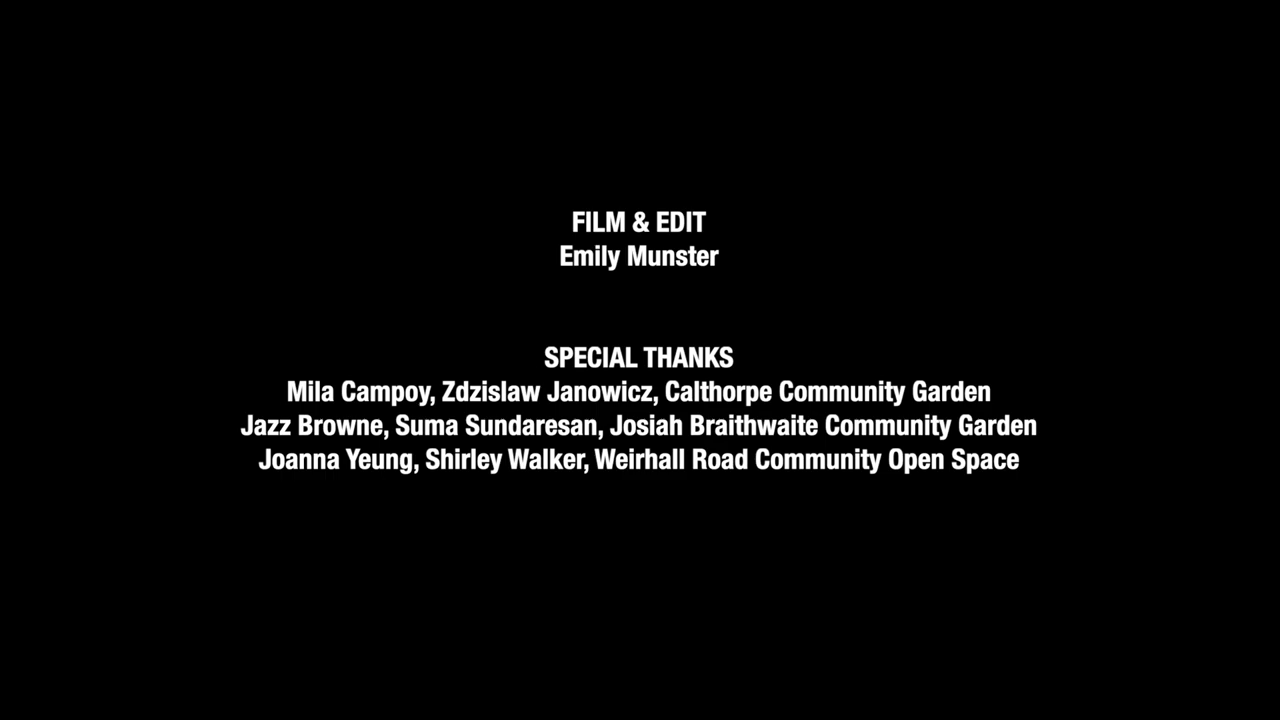 FILM & EDIT
Emily Munster
SPECIAL THANKS
Mila Campoy, Zdzislaw Janowicz, Calthorpe Community Garden
Jazz Browne, Suma Sundaresan, Josiah Braithwaite Community Garden
Joanna Yeung, Shirley Walker, Weirhall Road Community Open Space